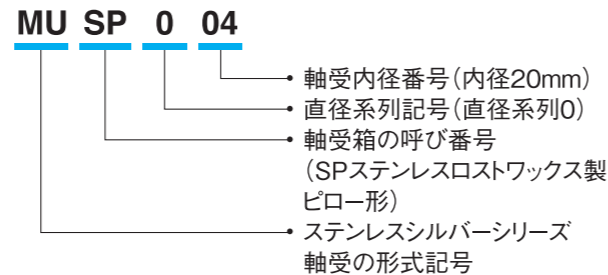 MU SP 0 04
軸受内径番号（内径20mm）
直径系列記号（直径系列0）
軸受箱の呼び番号
（SPステンレスロストワックス製
ピロー形）
ステンレスシルバーシリーズ
軸受の形式記号